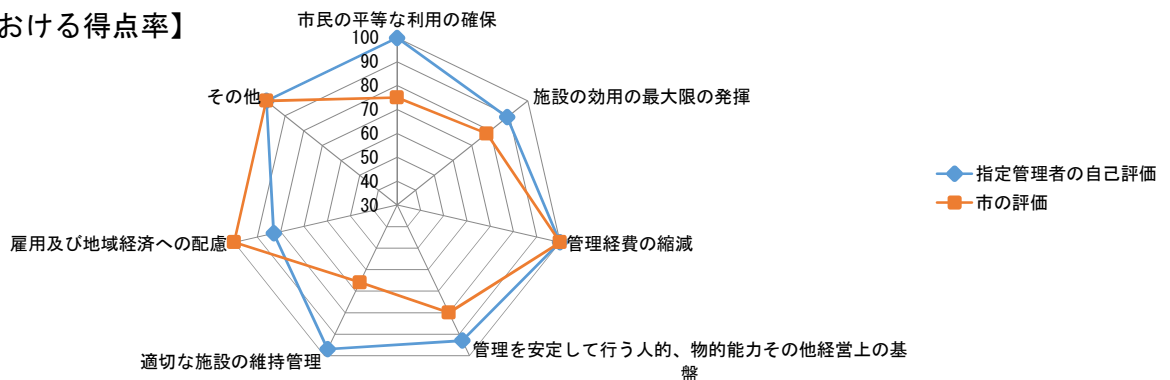 おける得点率】
市民の平等な利用の確保
100
90
80
70
60
50
40
30
施設の効用の最大限の発揮
管理経費の縮減
管理を安定して行う人的、物的能力その他経営上の基
盤
適切な施設の維持管理
雇用及び地域経済への配慮
その他
指定管理者の自己評価
市の評価